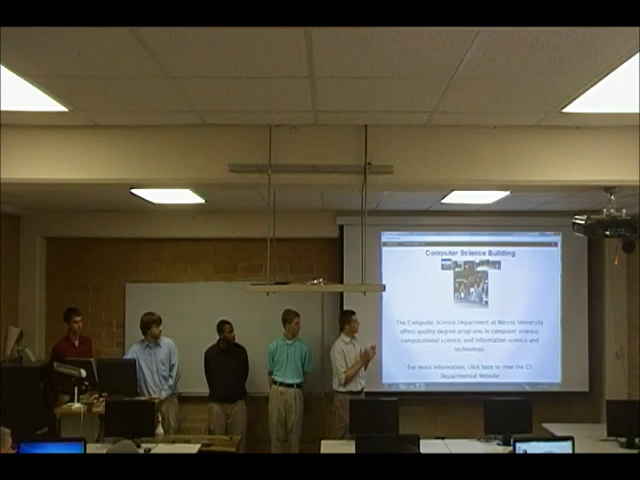 Computer Science Building
The Computer Science Department at Mercer University
offers quality degree programs in computer science,
computational science, and information science and
technology.
For more information, click here to view the CS
Departmental Website